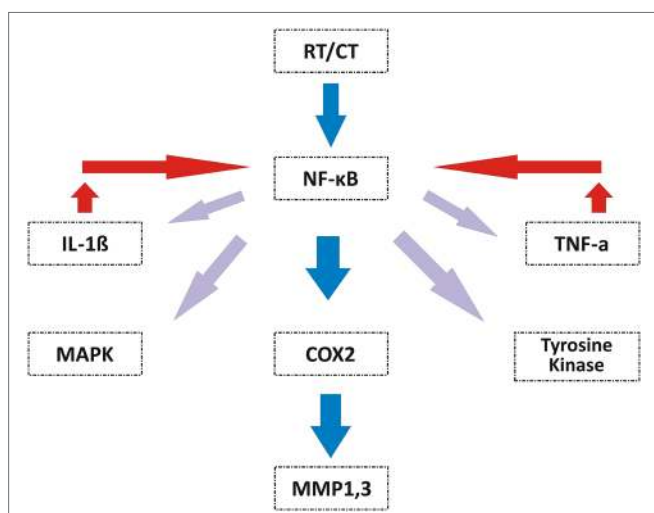 RT/CT
NF-κB
IL-1ß
TNF-a
MAPK
COX2
Tyrosine
Kinase
MMP1,3